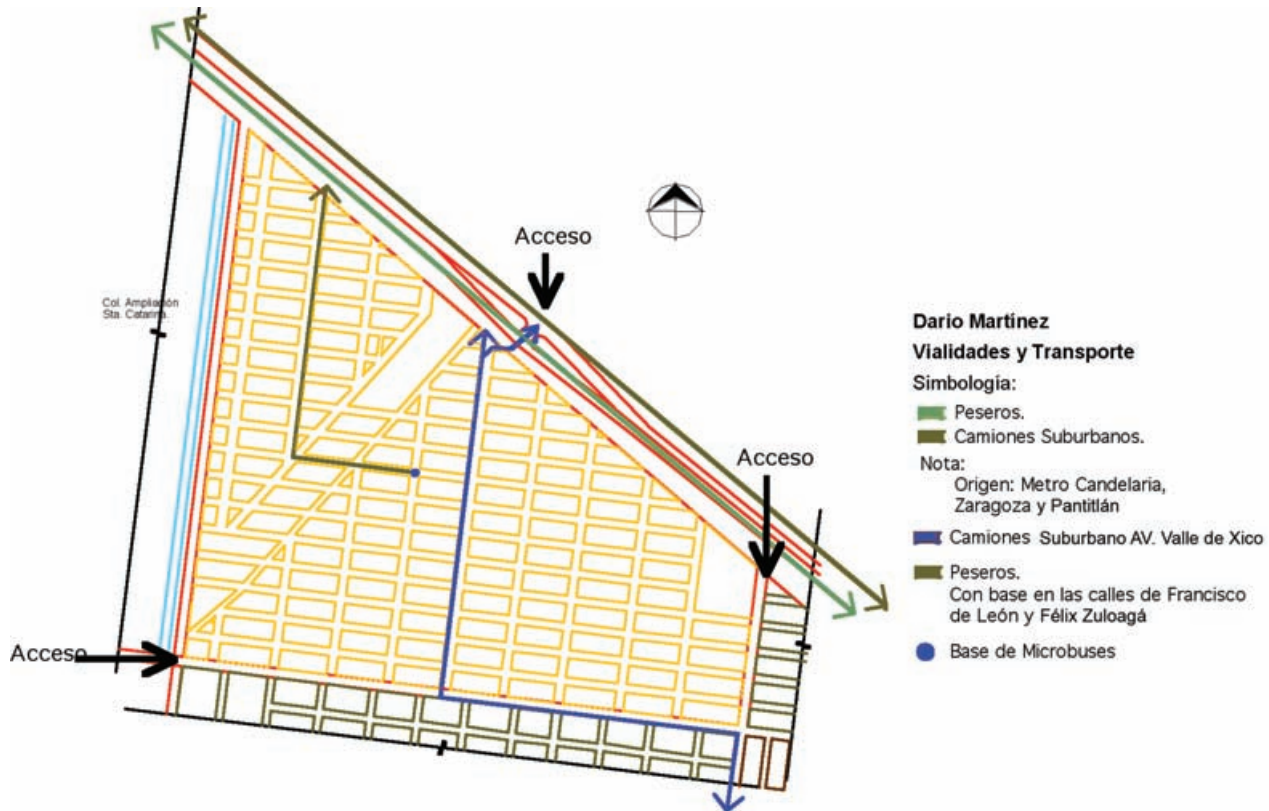 Acceso
Col. Ampliación
Sta. Catarina.
Acceso
Acceso
Dario Martinez
Vialidades y Transporte
Simbología:
Peseros.
Camiones Suburbanos.
Nota:
Origen: Metro Candelaria,
Zaragoza y Pantitlán
Camiones Suburbano AV. Valle de Xico
Peseros.
Con base en las calles de Francisco
de León y Félix Zuloagá
Base de Microbuses